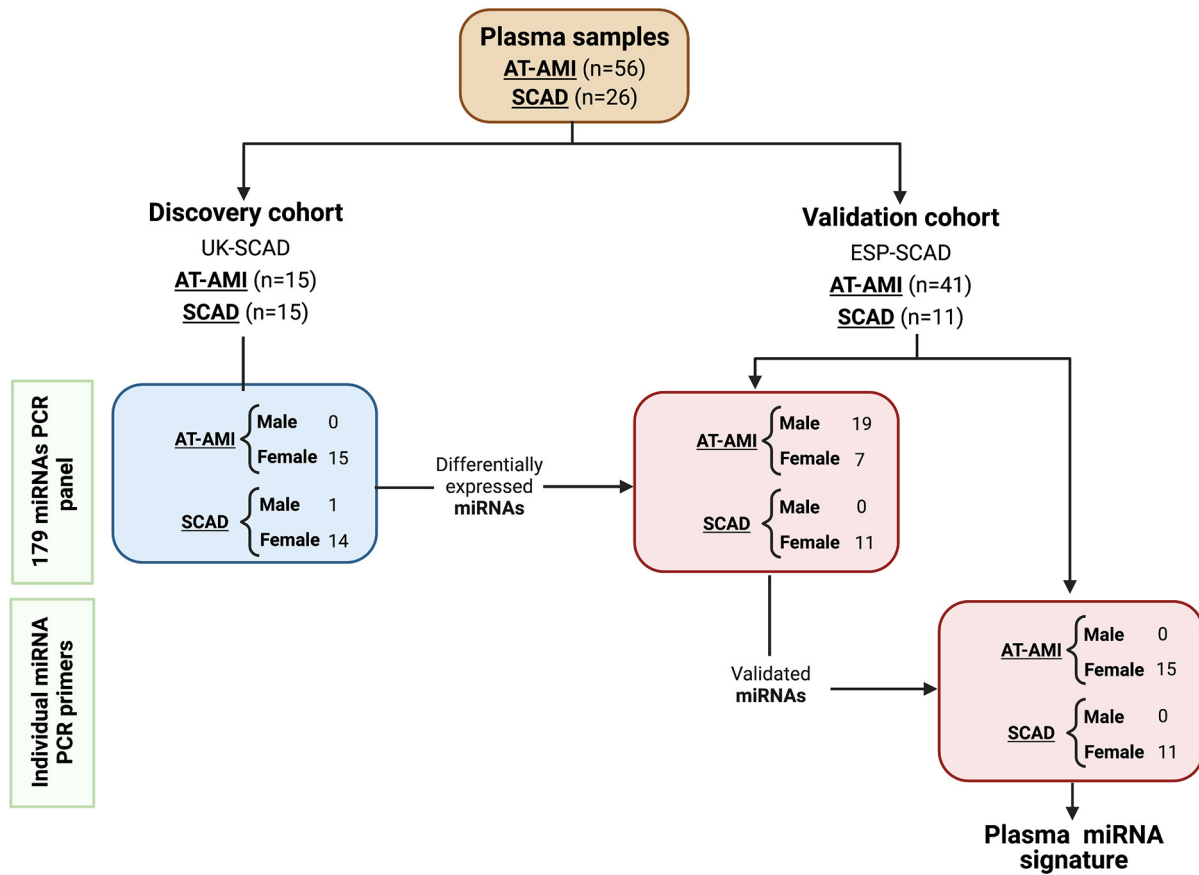 Plasma samples
AT-AMI (n=56)
SCAD (n=26)
Discovery cohort
UK-SCAD
AT-AMI (n=15)
SCAD (n=15)
Validation cohort
ESP-SCAD
AT-AMI (n=41)
SCAD (n=11)
179 miRNAs PCR
panel
AT-AMI
Male 0
Female 15
SCAD
Male 1
Female 14
Differentially
expressed
miRNAs
AT-AMI
Male 19
Female 7
SCAD
Male 0
Female 11
Individual miRNA
PCR primers
Validated
miRNAs
AT-AMI
Male 0
Female 15
SCAD
Male 0
Female 11
Plasma miRNA
signature